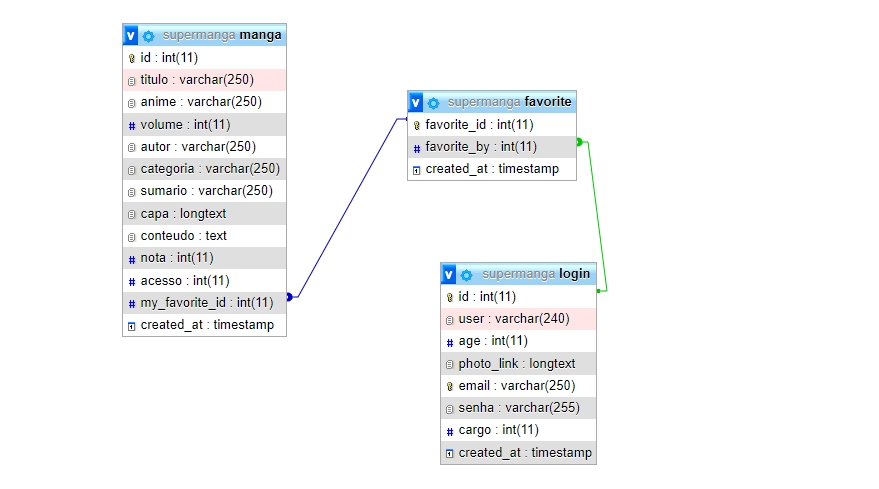 supermanga manga
id : int(11)
titulo : varchar(250)
anime : varchar(250)
volume : int(11)
autor : varchar(250)
categoria : varchar(250)
sumario : varchar(250)
capa : longtext
conteudo : text
nota : int(11)
acesso : int(11)
my_favorite_id : int(11)
created_at : timestamp
supermanga favorite
favorite_id : int(11)
favorite_by : int(11)
created_at : timestamp
supermanga login
id : int(11)
user : varchar(240)
age : int(11)
photo_link : longtext
email : varchar(250)
senha : varchar(255)
cargo : int(11)
created_at : timestamp